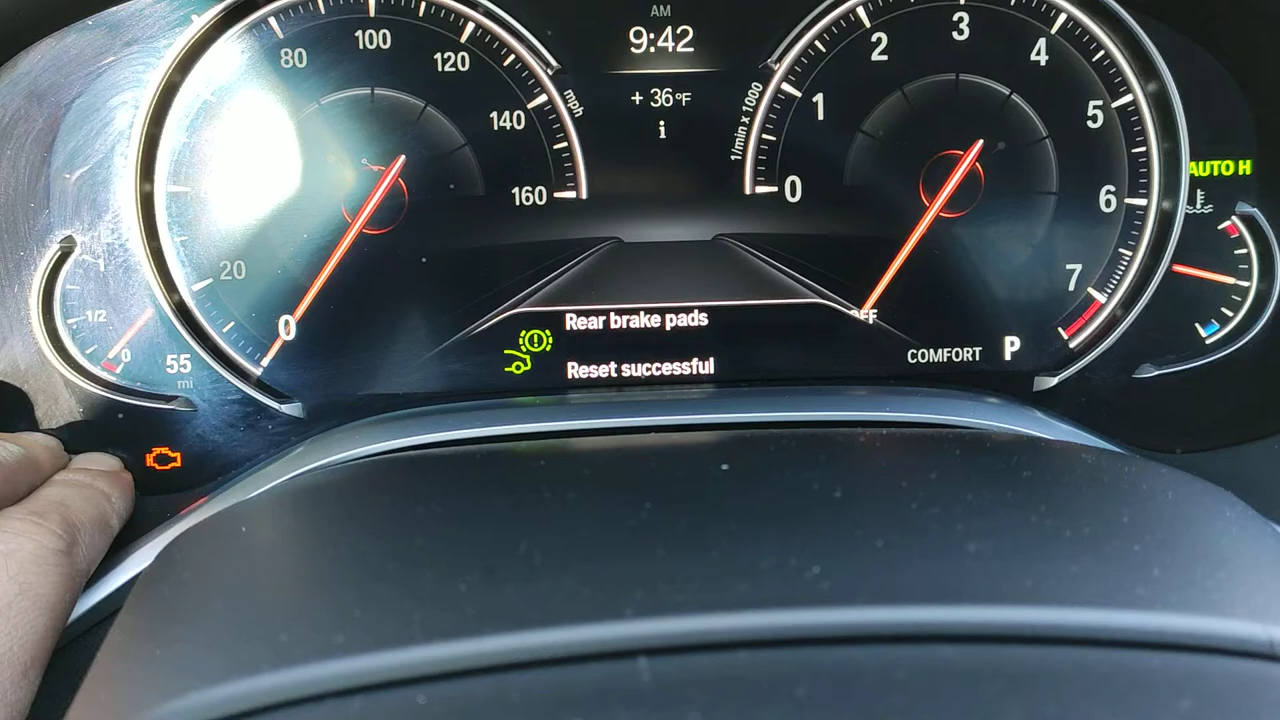 80
100
120
140
160
mph
20
0
AM
9:42
+ 36°F
i
1/min x 1000
0
1
2
3
4
5
6
7
AUTO H
1/2
0
55
mi
Rear brake pads
Reset successful
COMFORT
P